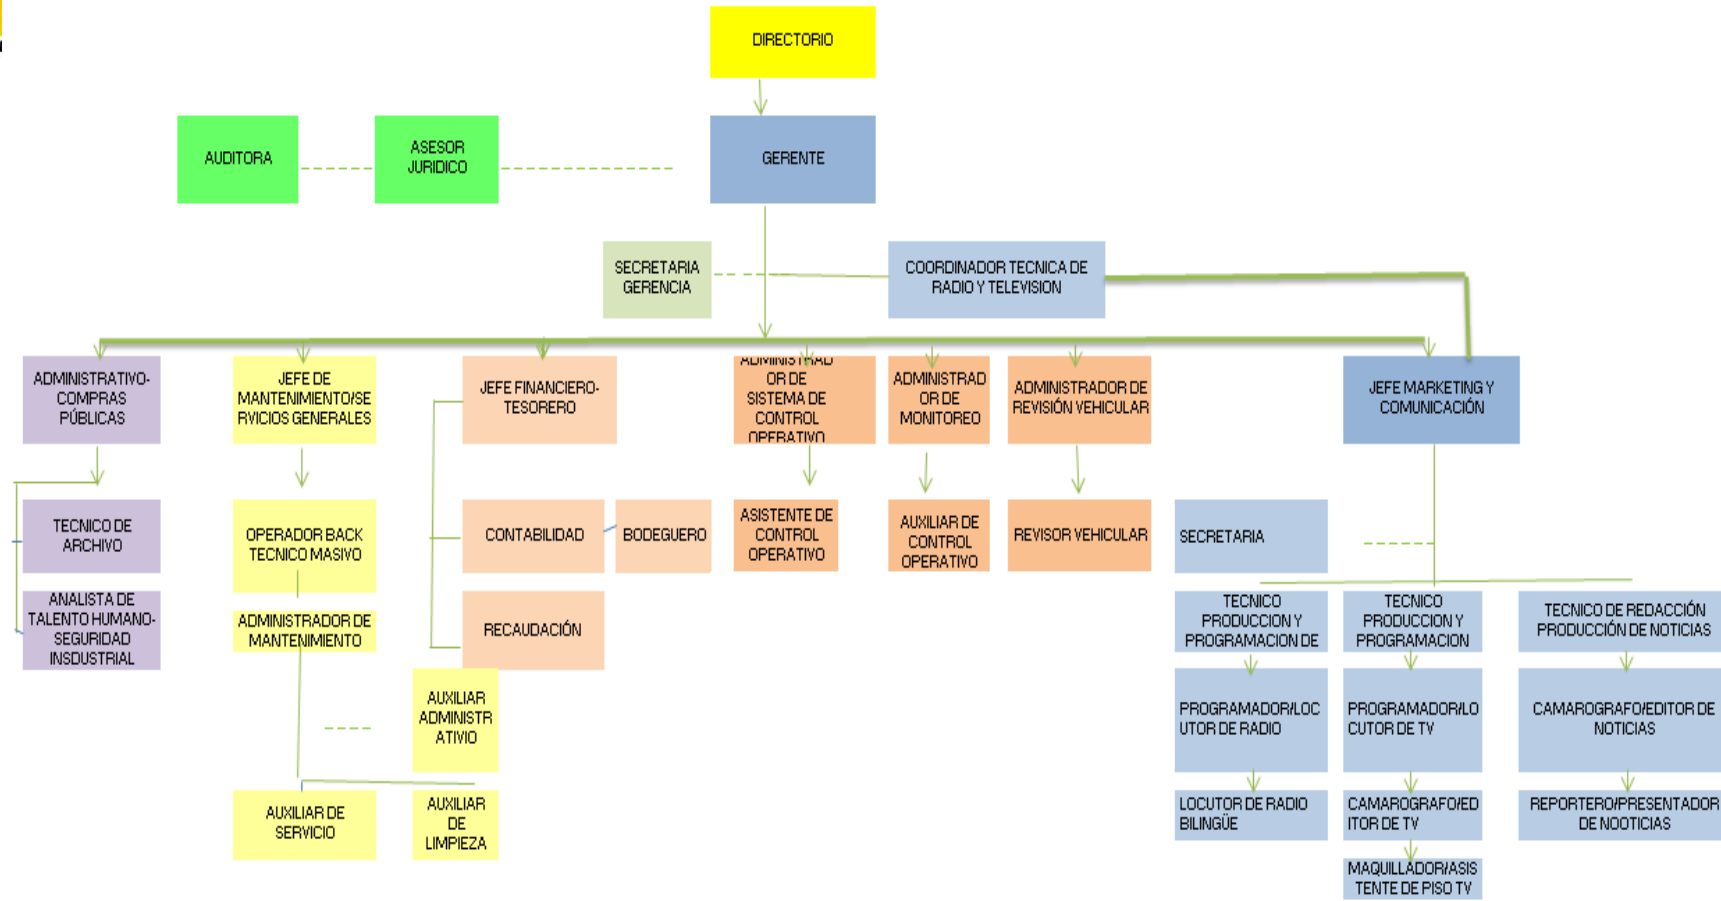 DIRECTORIO
AUDITORA
ASESOR
JURIDICO
GERENTE
SECRETARIA
GERENCIA
COORDINADOR TECNICA DE
RADIO Y TELEVISION
ADMINISTRATIVO-
COMPRAS
PÚBLICAS
JEFE DE
MANTENIMIENTO/SE
RVICIOS GENERALES
JEFE FINANCIERO-
TESORERO
ADMINISTRAD
OR DE
SISTEMA DE
CONTROL
OPERATIVO
ADMINISTRAD
OR DE
MONITOREO
ADMINISTRADOR DE
REVISIÓN VEHICULAR
JEFE MARKETING Y
COMUNICACIÓN
TECNICO DE
ARCHIVO
OPERADOR BACK
TECNICO MASIVO
CONTABILIDAD
BODEGUERO
ASISTENTE DE
CONTROL
OPERATIVO
AUXILIAR DE
CONTROL
OPERATIVO
REVISOR VEHICULAR
SECRETARIA
ANALISTA DE
TALENTO HUMANO-
SEGURIDAD
INSDUSTRIAL
ADMINISTRADOR DE
MANTENIMIENTO
RECAUDACIÓN
TECNICO
PRODUCCION Y
PROGRAMACION DE
TECNICO
PRODUCCION Y
PROGRAMACION
TECNICO DE REDACCIÓN
PRODUCCIÓN DE NOTICIAS
AUXILIAR
ADMINISTR
ATIVIO
PROGRAMADOR/LOC
UTOR DE RADIO
PROGRAMADOR/LO
CUTOR DE TV
CAMAROGRAFO/EDITOR DE
NOTICIAS
AUXILIAR DE
SERVICIO
AUXILIAR
DE
LIMPIEZA
LOCUTOR DE RADIO
BILINGÜE
CAMAROGRAFO/ED
ITOR DE TV
REPORTERO/PRESENTADOR
DE NOOTICIAS
MAQUILLADOR/ASIS
TENTE DE PISO TV